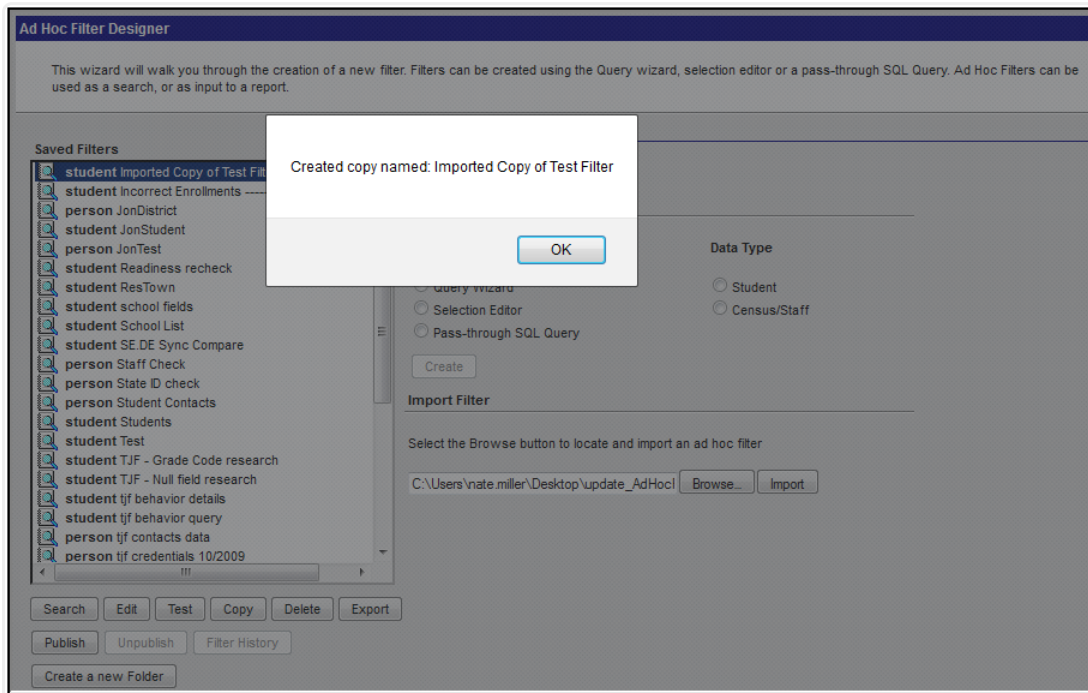 Ad Hoc Filter Designer
This wizard will walk you through the creation of a new filter. Filters can be created using the Query wizard, selection editor or a pass-through SQL Query. Ad Hoc Filters can be
used as a search, or as input to a report.
Created copy named: Imported Copy of Test Filter
OK
Saved Filters
student Imported Copy of Test Filt
student Incorrect Enrollments -----
person JonDistrict
student JonStudent
person JonTest
student Readiness recheck
student ResTown
student school fields
student School List
student SE.DE Sync Compare
person Staff Check
person State ID check
person Student Contacts
student Students
student Test
student TJF - Grade Code research
student TJF - Null field research
student tjf behavior details
student tjf behavior query
person tjf contacts data
person tjf credentials 10/2009
Search Edit Test Copy Delete Export
Publish Unpublish Filter History
Create a new Folder
Query Wizard
Selection Editor
Pass-through SQL Query
Create
Data Type
Student
Census/Staff
Import Filter
Select the Browse button to locate and import an ad hoc filter
C:\Users\nate.miller\Desktop\update_AdHocI Browse... Import